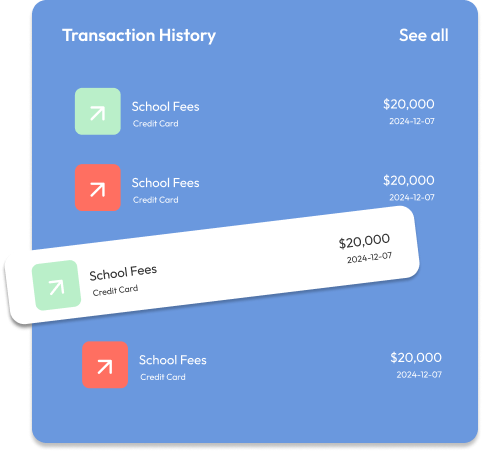 Transaction History
See all
School Fees
$20,000
Credit Card
2024-12-07
School Fees
$20,000
Credit Card
2024-12-07
School Fees
$20,000
Credit Card
2024-12-07
School Fees
$20,000
Credit Card
2024-12-07